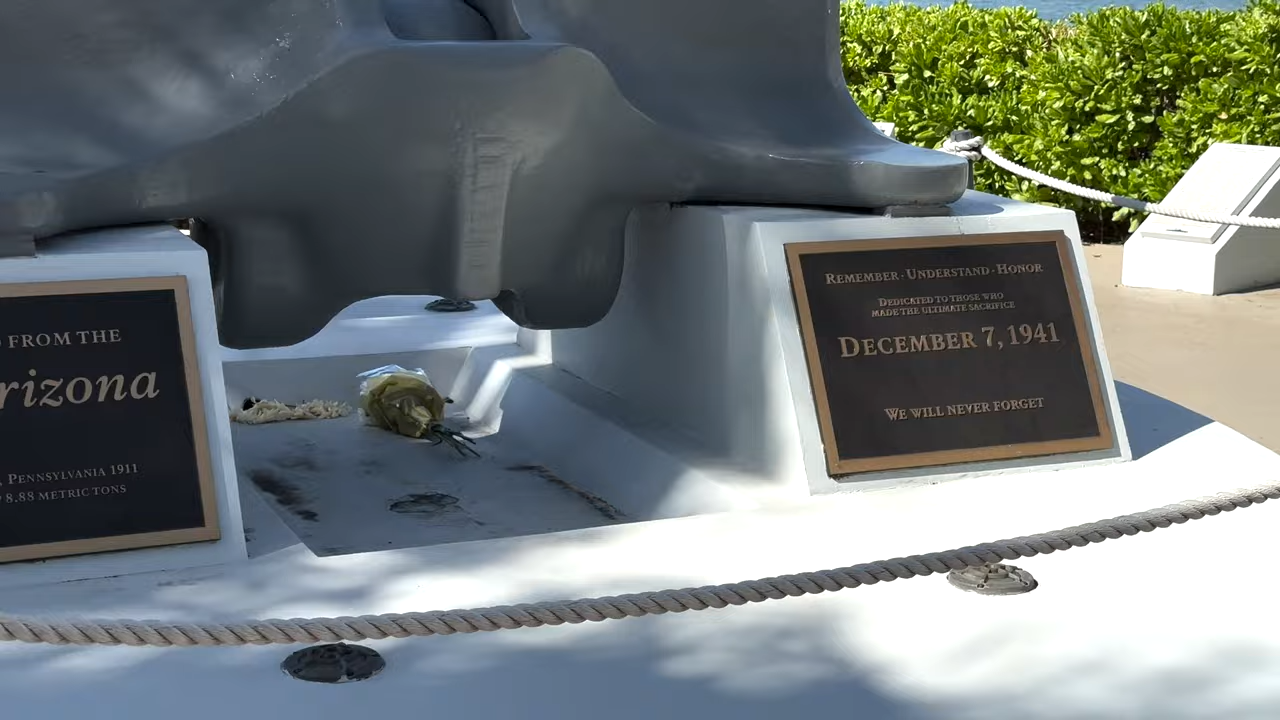 FROM THE
rizona
, PENNSYLVANIA 1911
8.88 METRIC TONS
REMEMBER · UNDERSTAND · HONOR
DEDICATED TO THOSE WHO
MADE THE ULTIMATE SACRIFICE
DECEMBER 7, 1941
WE WILL NEVER FORGET